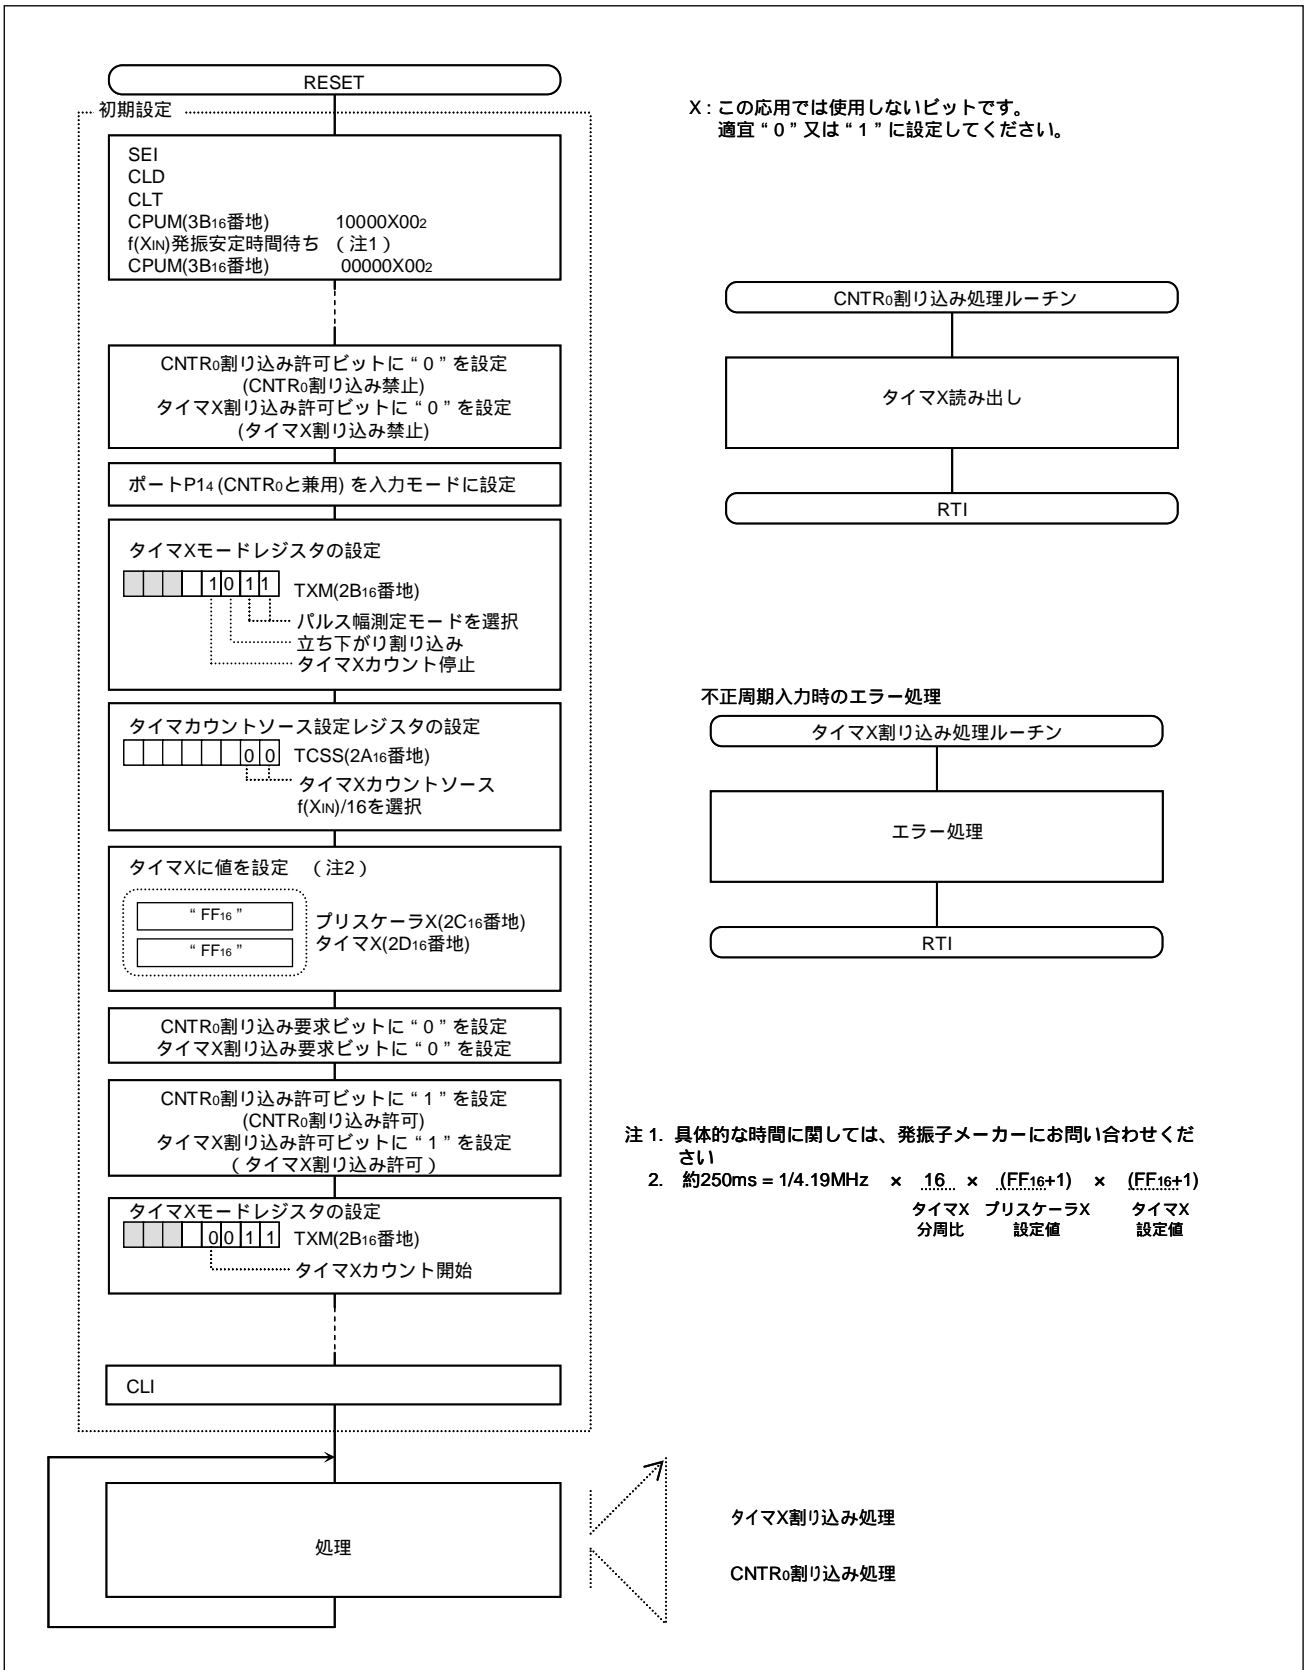 RESET
初期設定
SEI
CLD
CLT
CPUM(3B16番地) 10000X002
f(XIN)発振安定時間待ち (注1)
CPUM(3B16番地) 00000X002
CNTR0割り込み許可ビットに“0”を設定
(CNTR0割り込み禁止)
タイマX割り込み許可ビットに“0”を設定
(タイマX割り込み禁止)
ポートP14 (CNTR0と兼用) を入力モードに設定
タイマXモードレジスタの設定
1 0 1 1 TXM(2B16番地)
パルス幅測定モードを選択
立ち下がり割り込み
タイマXカウント停止
タイマカウントソース設定レジスタの設定
0 0 TCSS(2A16番地)
タイマXカウントソース
f(XIN)/16を選択
タイマXに値を設定 (注2)
“FF16” プリスケーラX(2C16番地)
“FF16” タイマX(2D16番地)
CNTR0割り込み要求ビットに“0”を設定
タイマX割り込み要求ビットに“0”を設定
CNTR0割り込み許可ビットに“1”を設定
(CNTR0割り込み許可)
タイマX割り込み許可ビットに“1”を設定
(タイマX割り込み許可)
タイマXモードレジスタの設定
0 0 1 1 TXM(2B16番地)
タイマXカウント開始
CLI
処理
X : この応用では使用しないビットです。
適宜“0”又は“1”に設定してください。
CNTR0割り込み処理ルーチン
タイマX読み出し
RTI
不正周期入力時のエラー処理
タイマX割り込み処理ルーチン
エラー処理
RTI
注 1. 具体的な時間に関しては、発振子メーカーにお問い合わせくだ
さい
2. 約250ms = 1/4.19MHz × 16 × (FF16+1) × (FF16+1)
タイマX プリスケーラX タイマX
分周比 設定値 設定値
タイマX割り込み処理
CNTR0割り込み処理